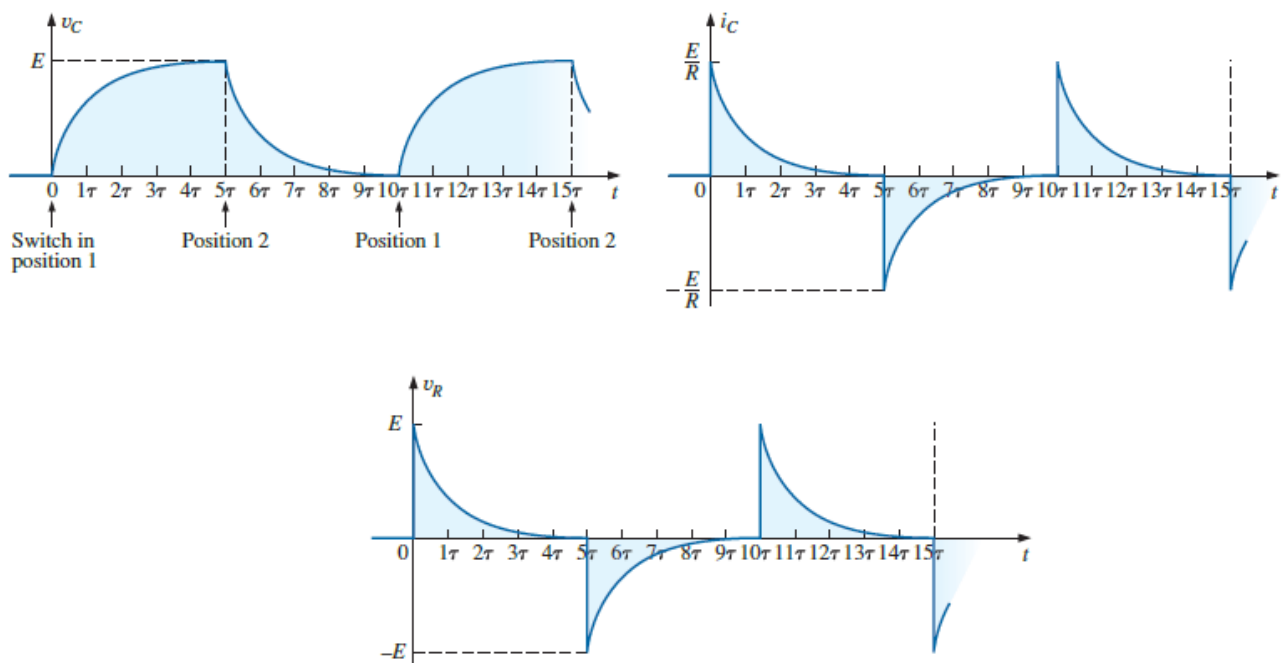 v_C
E
0 1τ 2τ 3τ 4τ 5τ 6τ 7τ 8τ 9τ 10τ 11τ 12τ 13τ 14τ 15τ t
Switch in
position 1
Position 2
Position 1
Position 2
i_C
E/R
0 1τ 2τ 3τ 4τ 5τ 6τ 7τ 8τ 9τ 10τ 11τ 12τ 13τ 14τ 15τ t
-E/R
v_R
E
0 1τ 2τ 3τ 4τ 5τ 6τ 7τ 8τ 9τ 10τ 11τ 12τ 13τ 14τ 15τ t
–E